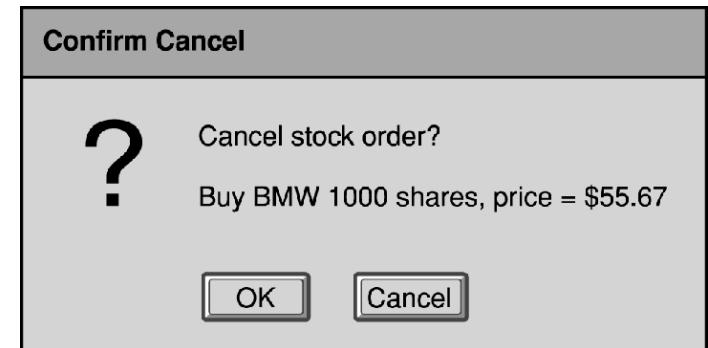 Confirm Cancel
?
Cancel stock order?
Buy BMW 1000 shares, price = $55.67
OK Cancel